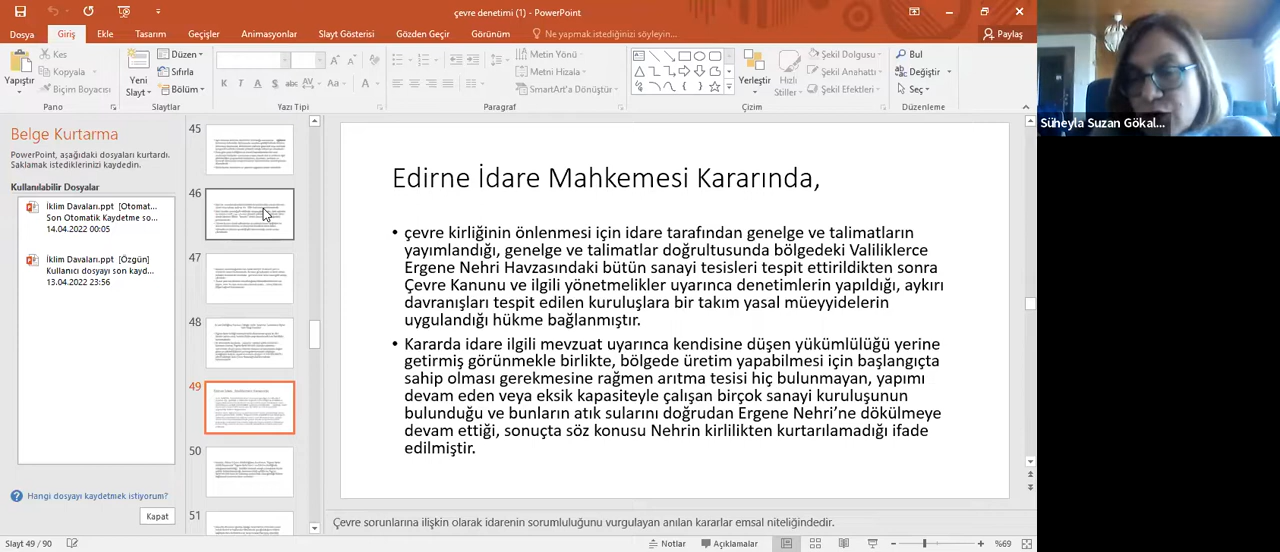 çevre denetimi (1) - PowerPoint
Dosya Giriş Ekle Tasarım Geçişler Animasyonlar Slayt Gösterisi Gözden Geçir Görünüm Ne yapmak istediğinizi söyleyin... Paylaş
Yapıştır
Kes
Kopyala
Biçim Boyacısı
Pano
Yeni Slayt
Düzen
Sıfırla
Bölüm
Slaytlar
Yazı Tipi
Metin Yönü
Metni Hizala
SmartArt'a Dönüştür
Paragraf
Yerleştir
Hızlı Stiller
Şekil Dolgusu
Şekil Anahattı
Şekil Efektleri
Çizim
Bul
Değiştir
Seç
Düzenleme
Süheyla Suzan Gökal...
Belge Kurtarma
PowerPoint, aşağıdaki dosyaları kurtardı.
Saklamak istediklerinizi kaydedin.
Kullanılabilir Dosyalar
İklim Davaları.ppt [Otomat...
Son Otomatik Kaydetme so...
14.04.2022 00:05
İklim Davaları.ppt [Özgün]
Kullanıcı dosyayı son kayd...
13.04.2022 23:56
Hangi dosyayı kaydetmek istiyorum?
Kapat
45
46
47
48
49
50
51
Edirne İdare Mahkemesi Kararında,
• Çevre kirliğinin önlenmesi için idare tarafından genelge ve talimatların
yayımlandığı, genelge ve talimatlar doğrultusunda bölgedeki Valiliklerce
Ergene Nehri Havzasındaki bütün sanayi tesisleri tespit ettirildikten sonra
Çevre Kanunu ve ilgili yönetmelikler uyarınca denetimlerin yapıldığı, aykırı
davranışları tespit edilen kuruluşlara bir takım yasal müeyyidelerin
uygulandığı hükme bağlanmıştır.
• Kararda idare ilgili mevzuat uyarınca kendisine düşen yükümlülüğü yerine
getirmiş görünmekle birlikte, bölgede üretim yapabilmesi için başlangıçta
sahip olması gerekmesine rağmen arıtma tesisi hiç bulunmayan, yapımı
devam eden veya eksik kapasiteyle çalışan birçok sanayi kuruluşunun
bulunduğu ve bunların atık sularını doğrudan Ergene Nehri’ne dökülmeye
devam ettiği, sonuçta söz konusu Nehrin kirlilikten kurtarılamadığı ifade
edilmiştir.
Çevre sorunlarına ilişkin olarak idarenin sorumluluğunu vurgulayan anılan kararlar emsal niteliğindedir.
Slayt 49 / 90
Notlar
Açıklamalar
%69